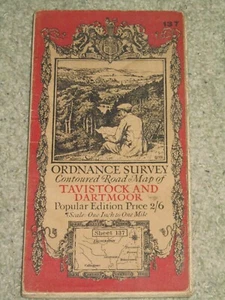 137
ORDNANCE SURVEY
Contoured Road Map of
TAVISTOCK AND
DARTMOOR
Popular Edition Price 2/6
Scale: One Inch to One Mile
Sheet 137